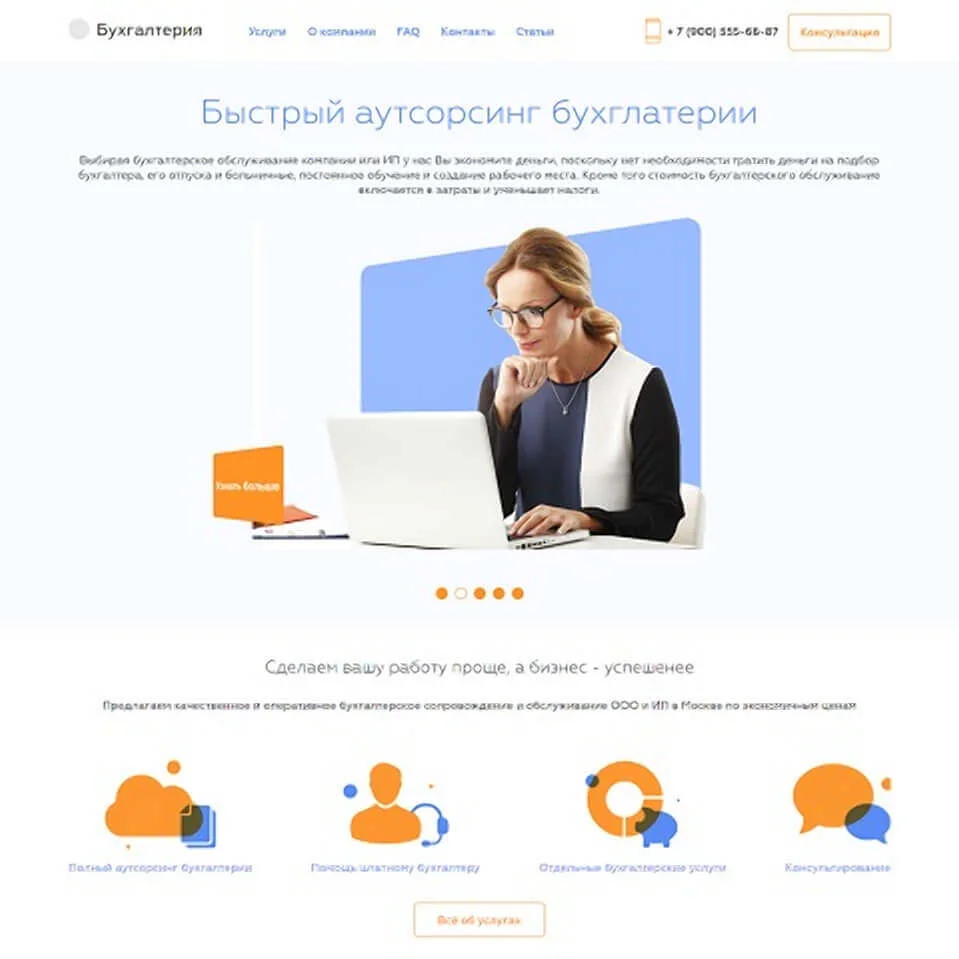 Бухгалтерия
Услуги О компании FAQ Контакты Статьи
+ 7 (900) 555-66-87
Консультация
Быстрый аутсорсинг бухглатерии
Выбирая бухгалтерское обслуживание компании или ИП у нас Вы экономите деньги, поскольку нет необходимости тратить деньги на подбор
бухгалтера, его отпуска и больничные, постоянное обучение и создание рабочего места. Кроме того стоимость бухгалтерского обслуживание
включается в затраты и уменьшает налоги.
Узнать больше
Сделаем вашу работу проще, а бизнес - успешенее
Предлагаем качественное и оперативное бухгалтерское сопровождение и обслуживание ООО и ИП в Москве по экономичным ценам
Полный аутсорсинг бухгалтерии
Помощь штатному бухгалтеру
Отдельные бухгалтерские услуги
Консультирование
Всё об услугах